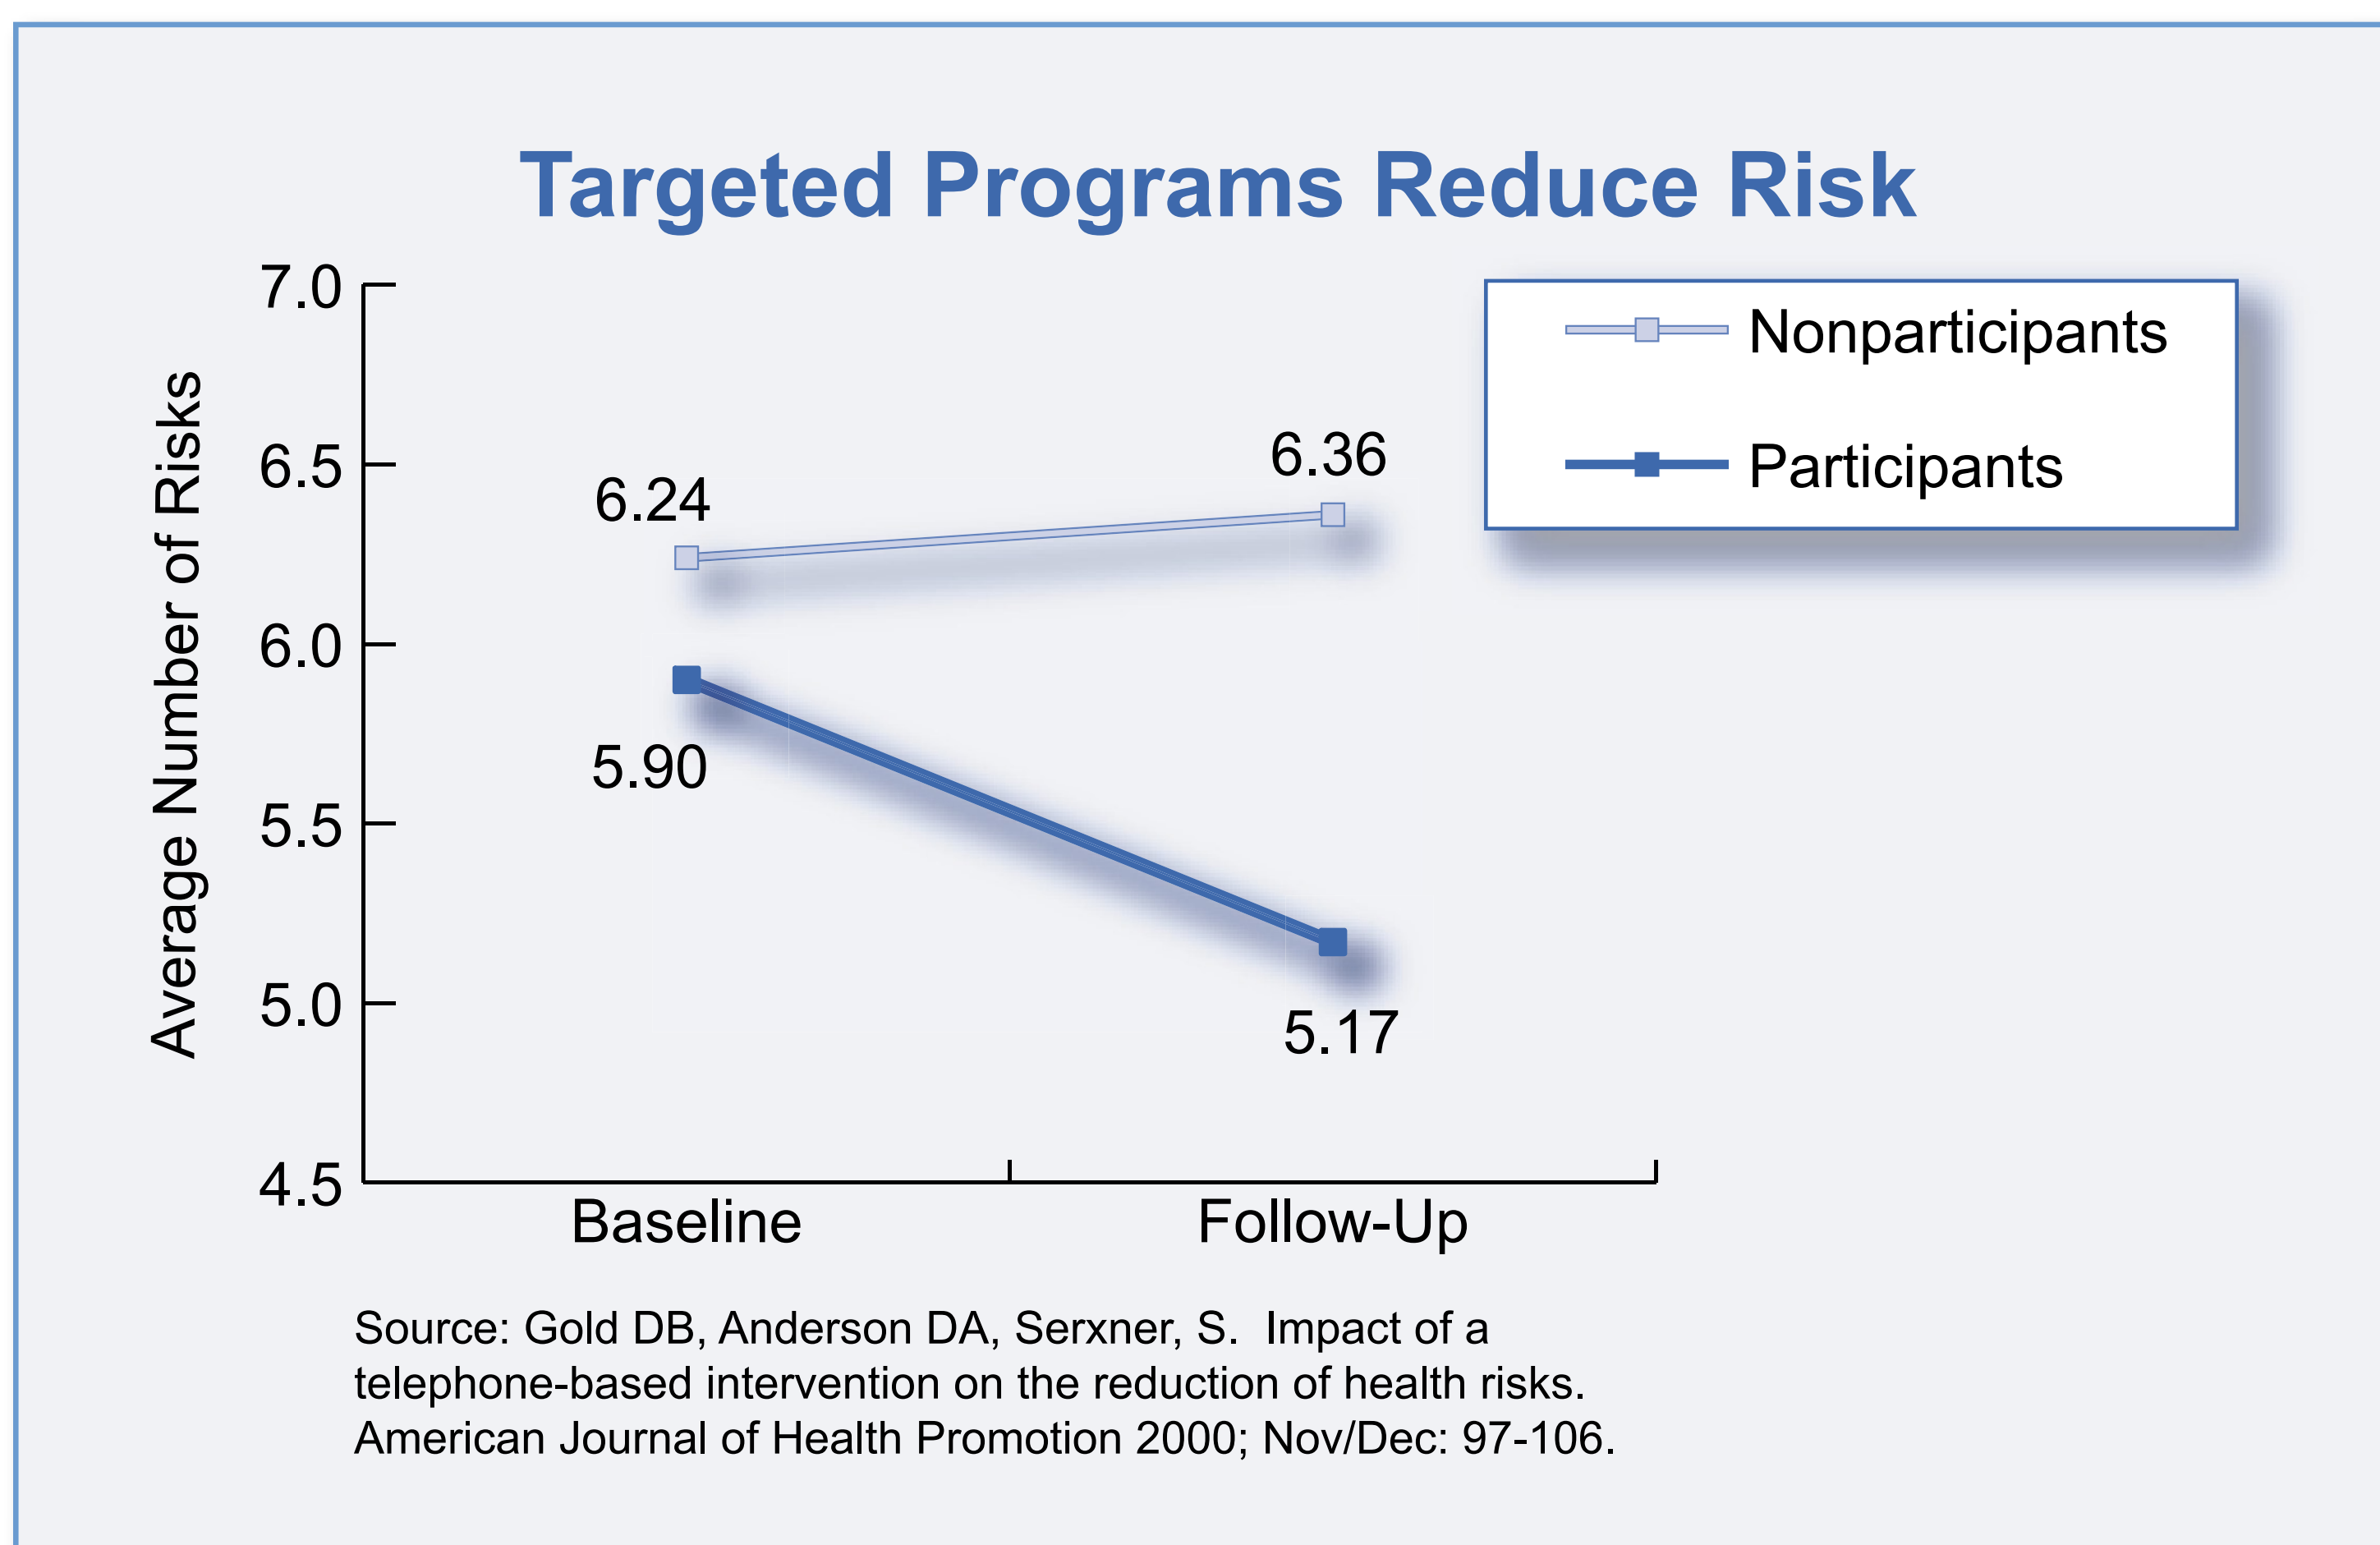 Targeted Programs Reduce Risk
Average Number of Risks
7.0
6.5
6.0
5.5
5.0
4.5
6.24
6.36
5.90
5.17
Nonparticipants
Participants
Baseline
Follow-Up
Source: Gold DB, Anderson DA, Serxner, S.  Impact of a
telephone-based intervention on the reduction of health risks.
American Journal of Health Promotion 2000; Nov/Dec: 97-106.